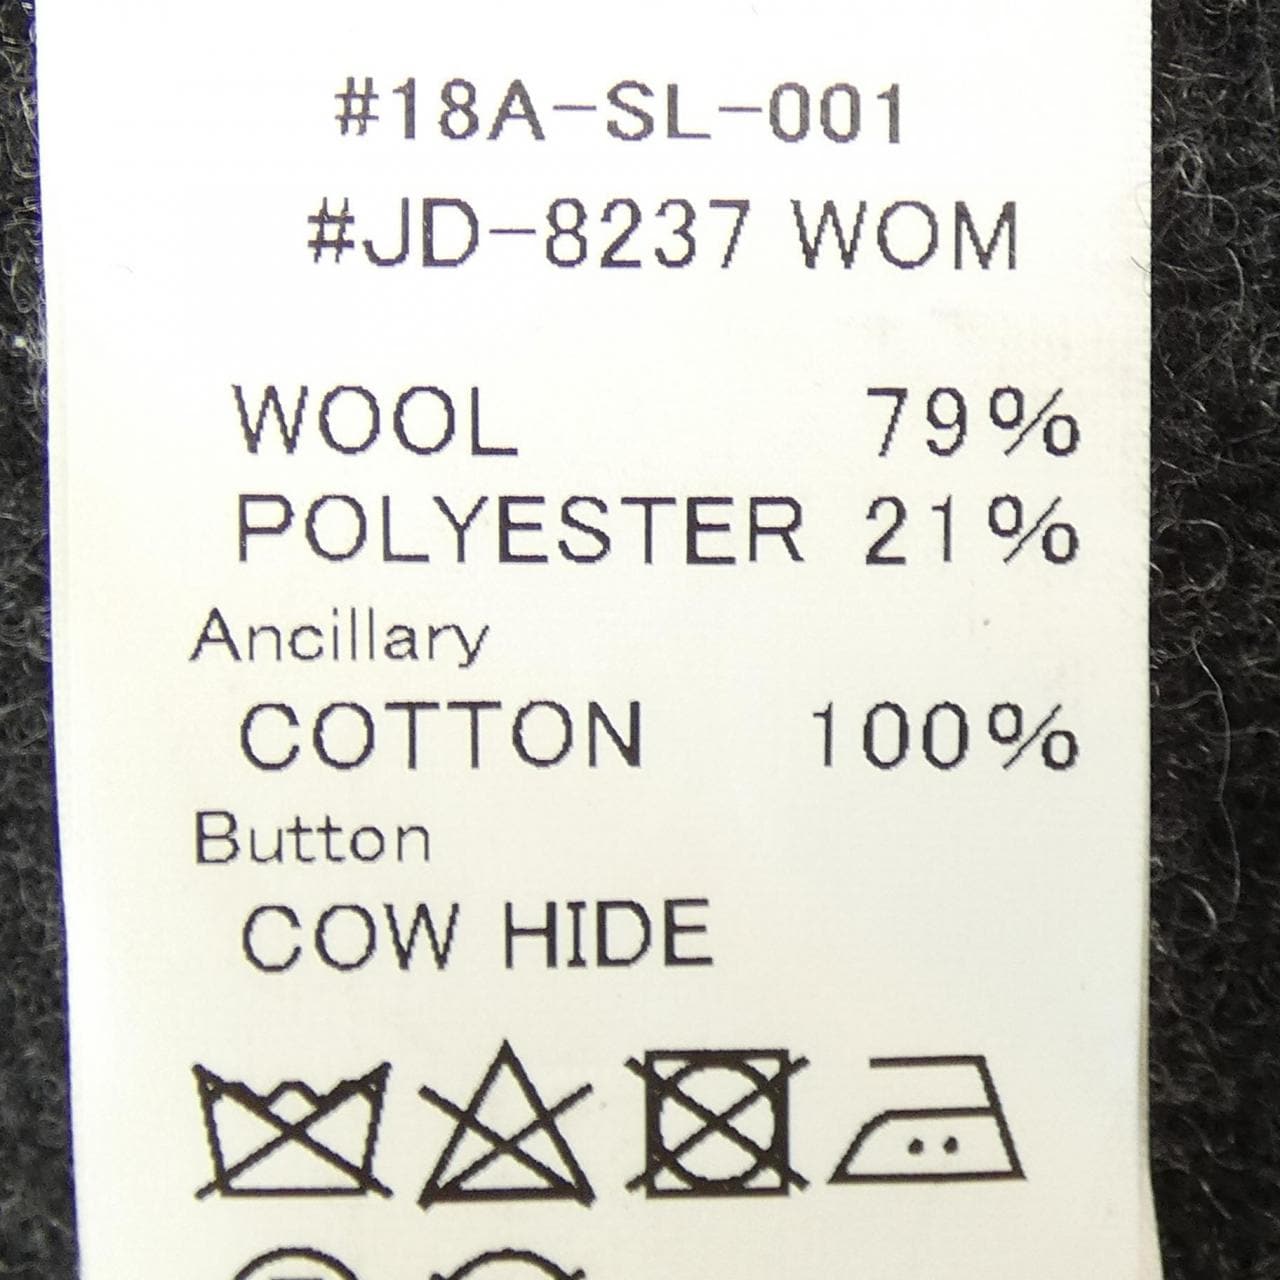 #18A-SL-001
#JD-8237 WOM
WOOL 79%
POLYESTER 21%
Ancillary
COTTON 100%
Button
COW HIDE